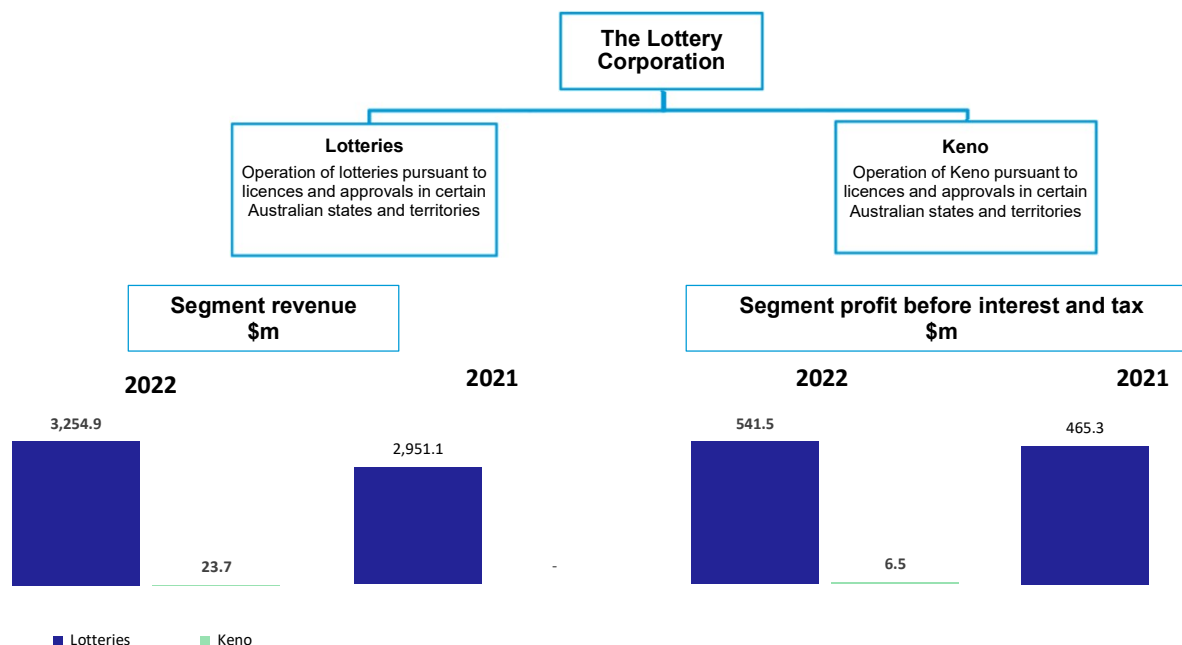 The Lottery
Corporation
Lotteries
Operation of lotteries pursuant to
licences and approvals in certain
Australian states and territories
Keno
Operation of Keno pursuant to
licences and approvals in certain
Australian states and territories
Segment revenue
$m
Segment profit before interest and tax
$m
2022
2021
2022
2021
3,254.9
2,951.1
541.5
465.3
23.7
-
6.5
Lotteries
Keno